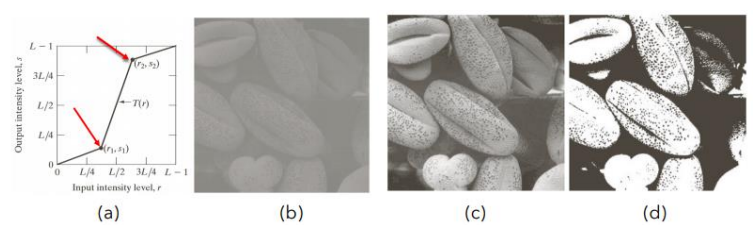 Output intensity level, s
L − 1
3L/4
L/2
L/4
0
(r2, s2)
T(r)
(r1, s1)
0 L/4 L/2 3L/4 L − 1
Input intensity level, r
(a) (b) (c) (d)